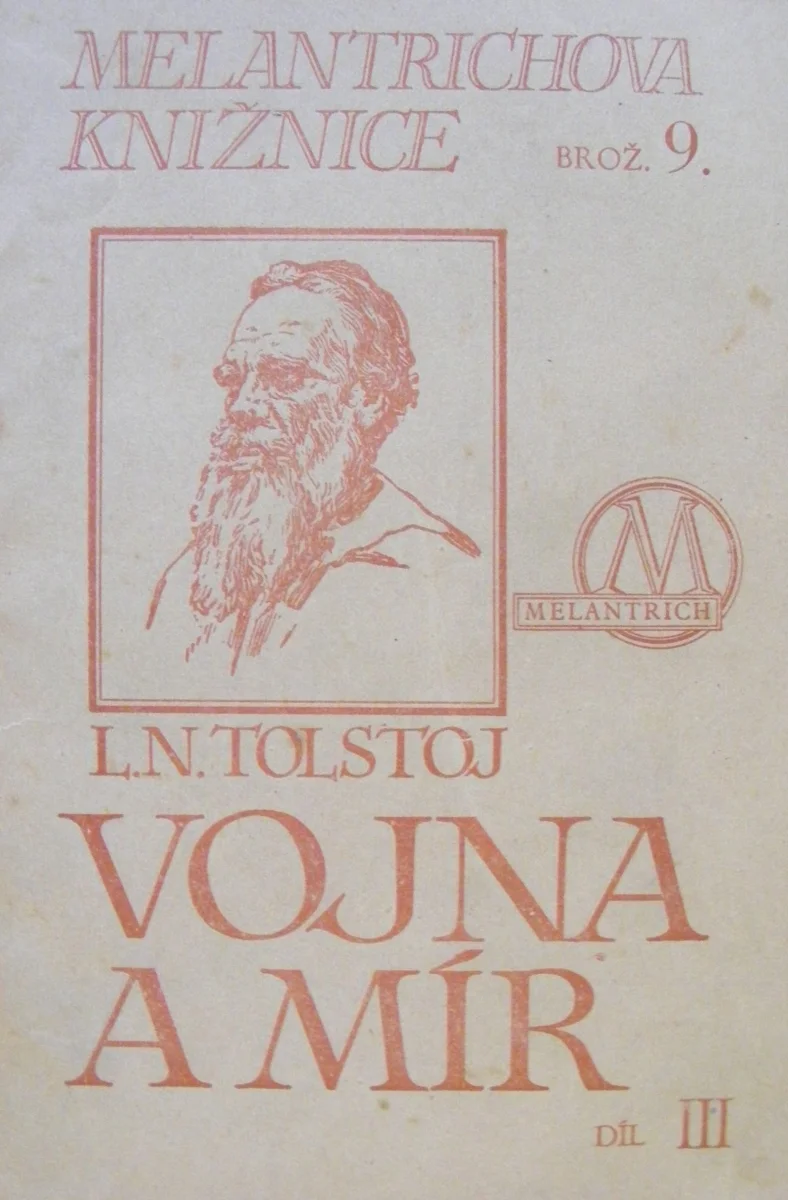 MELANTRICHOVA
KNIŽNICE BROŽ. 9.
M
MELANTRICH
L.N. TOLSTOJ
VOJNA
A MÍR
DÍL III